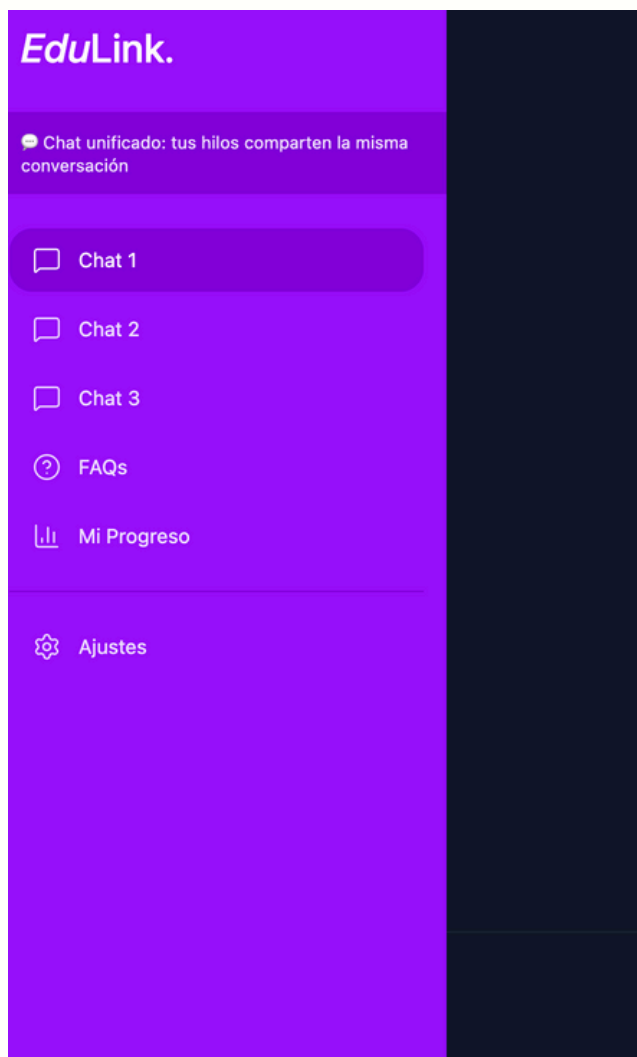 EduLink.
💬 Chat unificado: tus hilos comparten la misma
conversación
Chat 1
Chat 2
Chat 3
FAQs
Mi Progreso
Ajustes